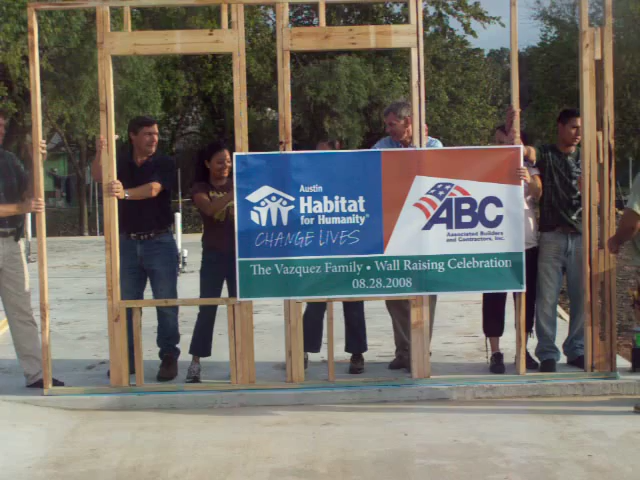 Austin
Habitat
for Humanity®
CHANGE LIVES
ABC
Associated Builders
and Contractors, Inc.
The Vazquez Family • Wall Raising Celebration
08.28.2008